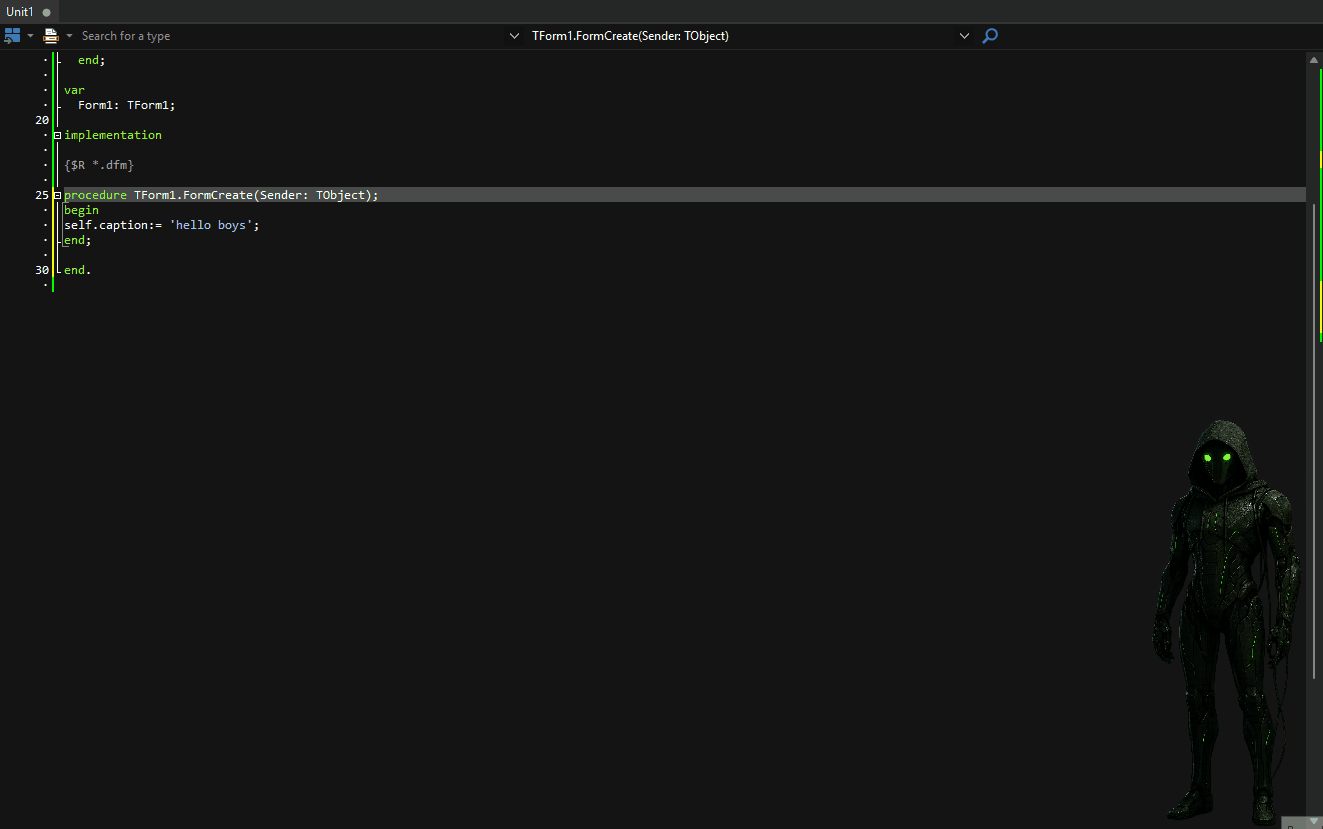 Unit1
Search for a type
TForm1.FormCreate(Sender: TObject)
end;
var
Form1: TForm1;
20
implementation
{$R *.dfm}
25 procedure TForm1.FormCreate(Sender: TObject);
begin
self.caption:= 'hello boys';
end;
30 end.